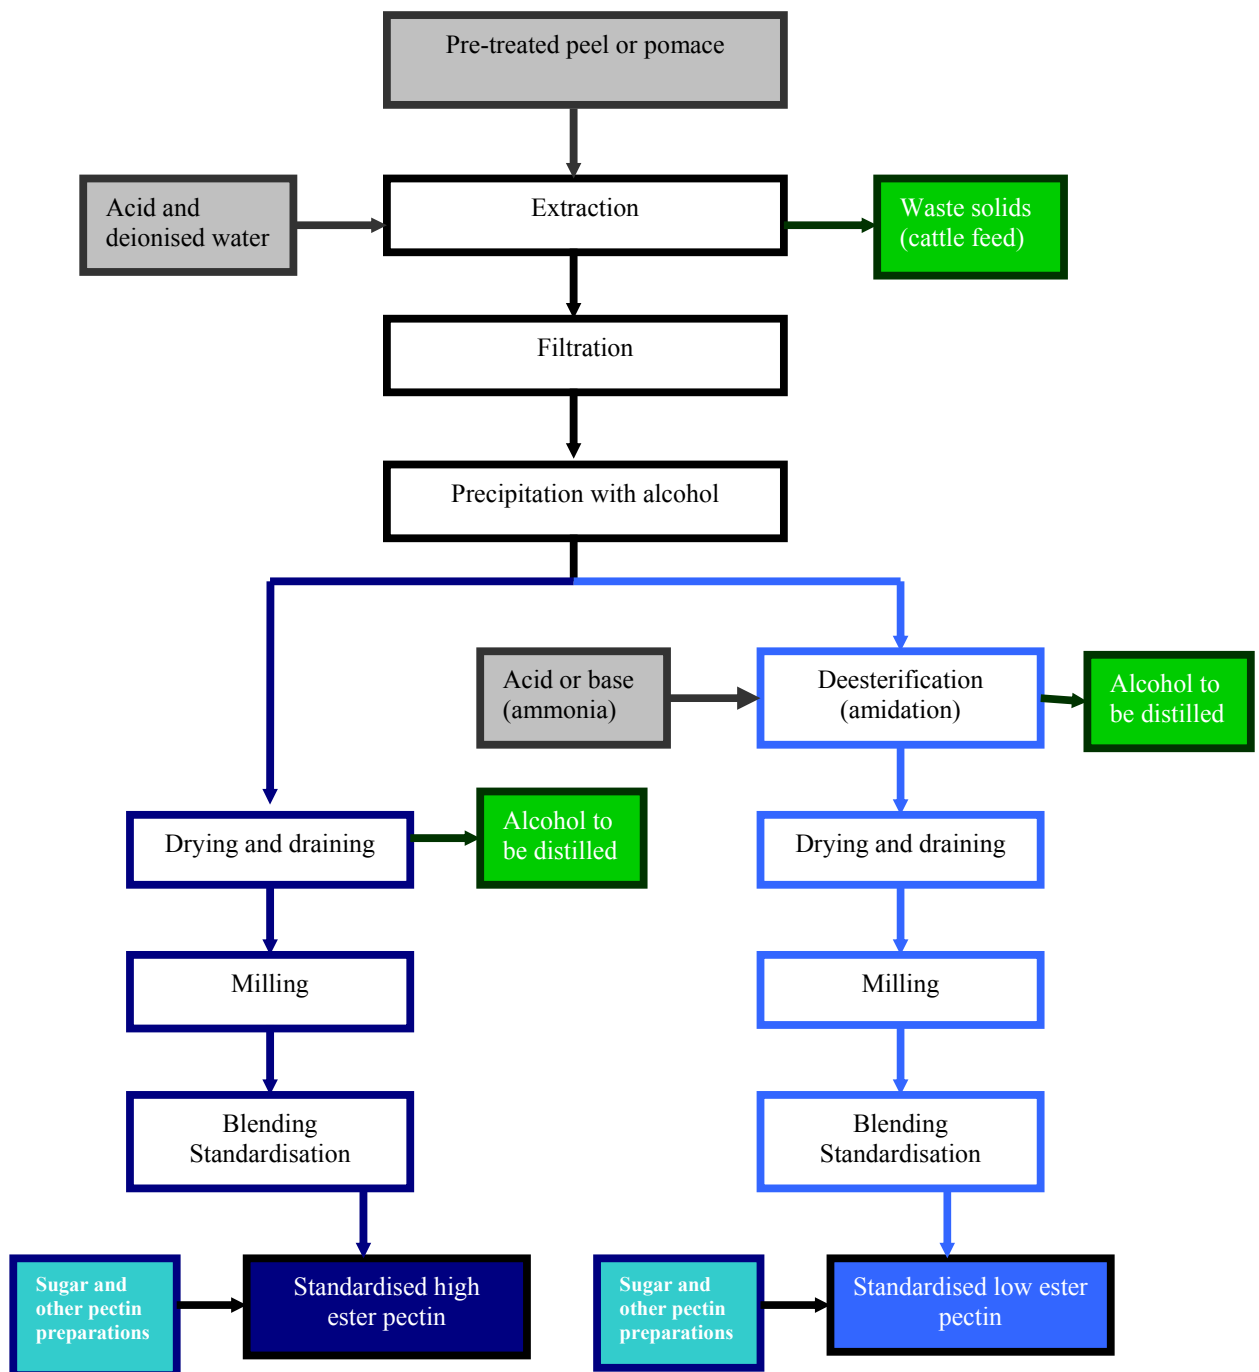 Pre-treated peel or pomace
Acid and
deionised water
Extraction
Waste solids
(cattle feed)
Filtration
Precipitation with alcohol
Acid or base
(ammonia)
Deesterification
(amidation)
Alcohol to
be distilled
Drying and draining
Alcohol to
be distilled
Drying and draining
Milling
Milling
Blending
Standardisation
Blending
Standardisation
Sugar and
other pectin
preparations
Standardised high
ester pectin
Sugar and
other pectin
preparations
Standardised low ester
pectin